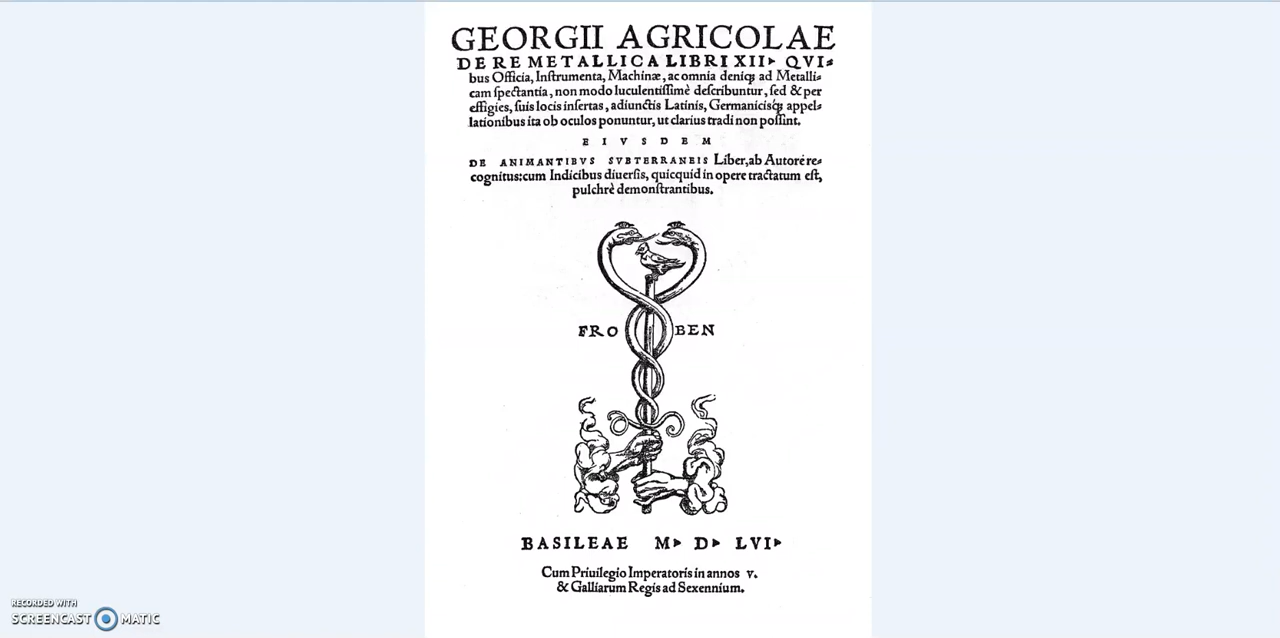 GEORGII AGRICOLAE
DE RE METALLICA LIBRI XII▸ QVI⸗
bus Officia, Inſtrumenta, Machinæ, ac omnia deniqꝫ ad Metalli⸗
cam ſpectantia, non modo luculentiſſimè deſcribuntur, ſed & per
effigies, ſuis locis inſertas, adiunctis Latinis, Germanicisqꝫ́ appel⸗
lationibus ita ob oculos ponuntur, ut clarius tradi non poſſint.
EIVSDEM
DE ANIMANTIBVS SVBTERRANEIS Liber, ab Autore re⸗
cognitus: cum Indicibus diuerſis, quicquid in opere tractatum eſt,
pulchrè demonſtrantibus.
FRO BEN
BASILEAE M▸ D▸ LVI▸
Cum Priuilegio Imperatoris in annos v.
& Galliarum Regis ad Sexennium.
RECORDED WITH
SCREENCAST MATIC